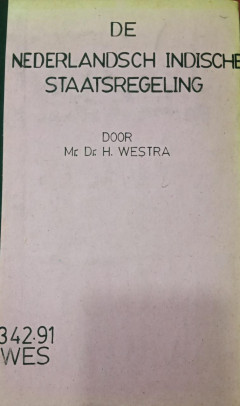 DE
NEDERLANDSCH INDISCHE
STAATSREGELING
DOOR
Mr. Dr. H. WESTRA
342.91
WES